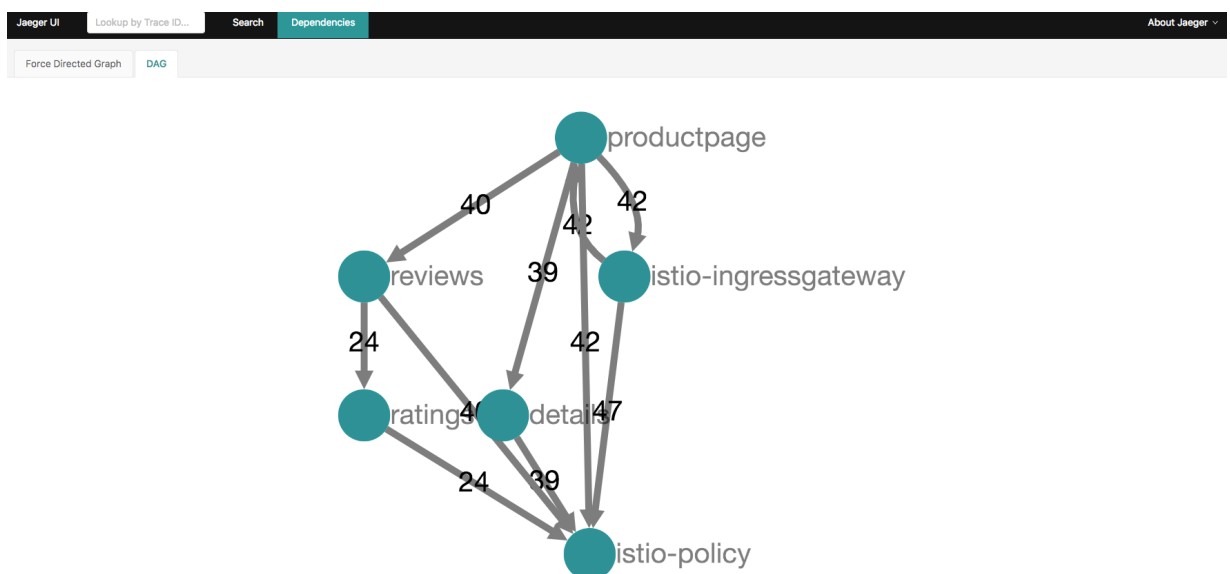 Jaeger UI Lookup by Trace ID... Search Dependencies About Jaeger
Force Directed Graph DAG
productpage
40 42
42
reviews 39 istio-ingressgateway
24 42
ratings details 47
24 39
istio-policy